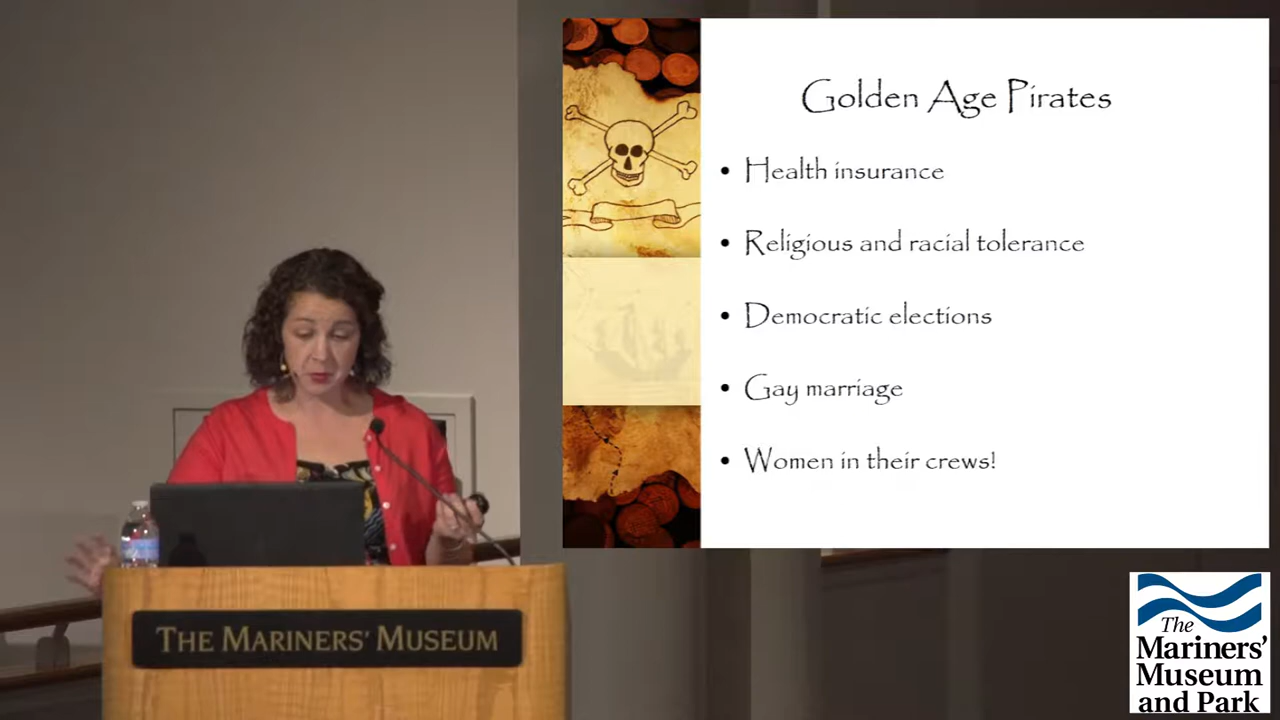 Golden Age Pirates
• Health insurance
• Religious and racial tolerance
• Democratic elections
• Gay marriage
• Women in their crews!
THE MARINERS' MUSEUM
The
Mariners'
Museum
and Park